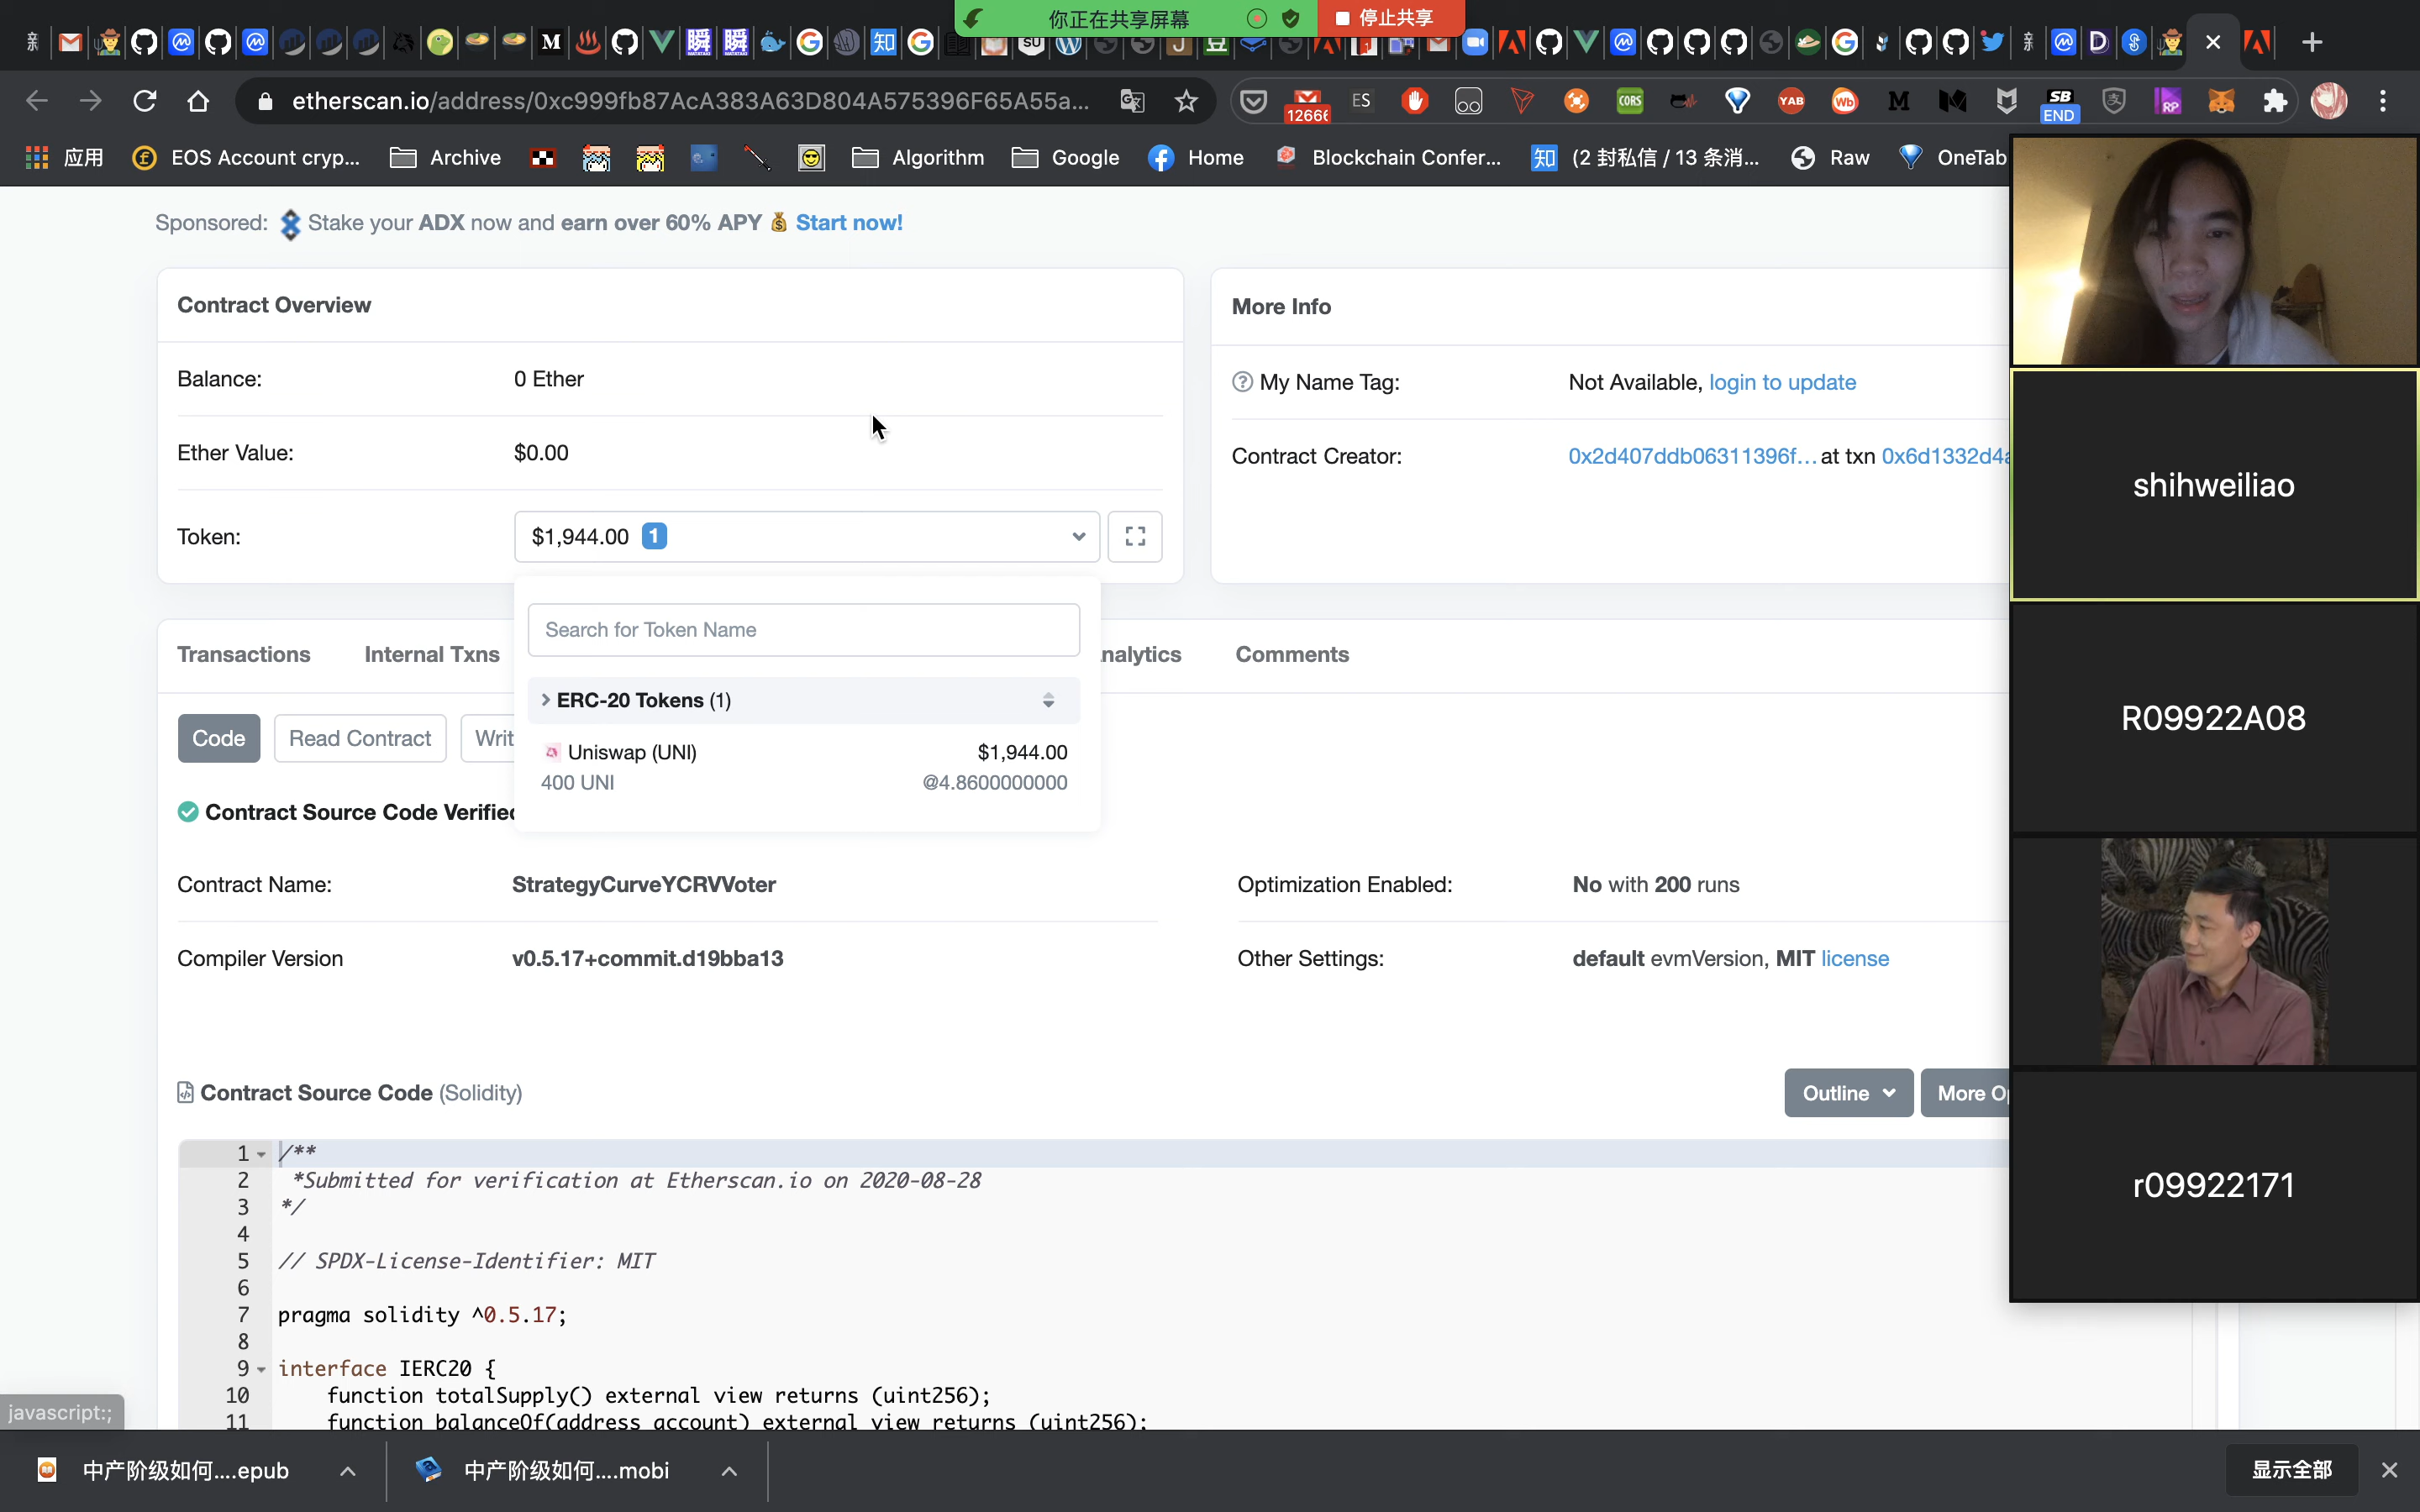 你正在共享屏幕
停止共享
etherscan.io/address/0xc999fb87AcA383A63D804A575396F65A55a...
ES
12666
CORS
YAB
SB
END
RP
应用
EOS Account cryp...
Archive
Algorithm
Google
Home
Blockchain Confer...
知
(2 封私信 / 13 条消...
Raw
OneTab
Sponsored: Stake your ADX now and earn over 60% APY Start now!
Contract Overview
Balance: 0 Ether
Ether Value: $0.00
Token: $1,944.00 1
Search for Token Name
ERC-20 Tokens (1)
Uniswap (UNI) $1,944.00
400 UNI @4.8600000000
More Info
My Name Tag: Not Available, login to update
Contract Creator: 0x2d407ddb06311396f... at txn 0x6d1332d4
Transactions
Internal Txns
nalytics
Comments
Code
Read Contract
Writ
Contract Source Code Verified
Contract Name: StrategyCurveYCRVVoter
Optimization Enabled: No with 200 runs
Compiler Version v0.5.17+commit.d19bba13
Other Settings: default evmVersion, MIT license
Contract Source Code (Solidity)
Outline
More Op
1 /**
2 *Submitted for verification at Etherscan.io on 2020-08-28
3 */
4
5 // SPDX-License-Identifier: MIT
6
7 pragma solidity ^0.5.17;
8
9 interface IERC20 {
10 function totalSupply() external view returns (uint256);
11 function balanceOf(address account) external view returns (uint256);
javascript:;
shihweiliao
R09922A08
r09922171
中产阶级如何....epub
中产阶级如何....mobi
显示全部